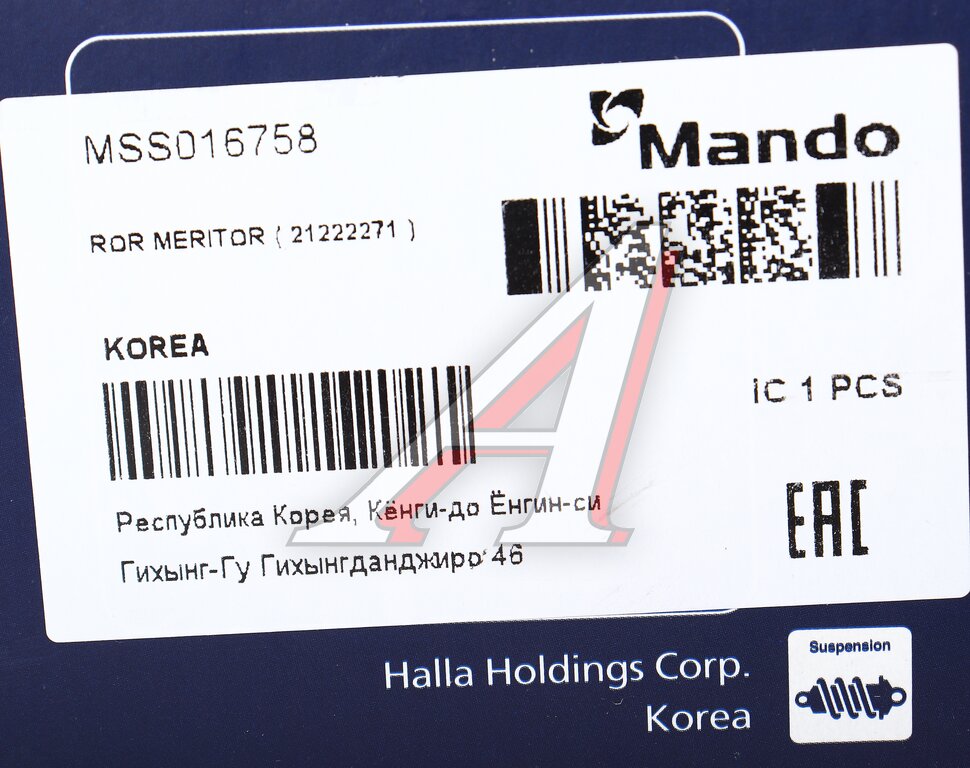 MSS016758
Mando
ROR MERITOR ( 21222271 )
KOREA
IC 1 PCS
Республика Корея, Кёнги-до Ёнгин-си
Гихынг-Гу Гихынгданджиро 46
EAC
Halla Holdings Corp.
Korea
Suspension